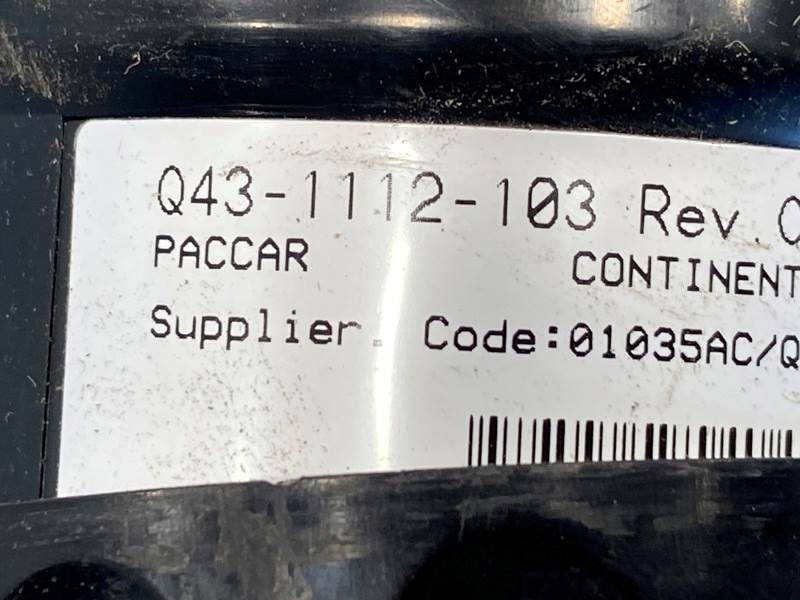 Q43-1112-103 Rev
PACCAR CONTINENT
Supplier Code:01035AC/Q